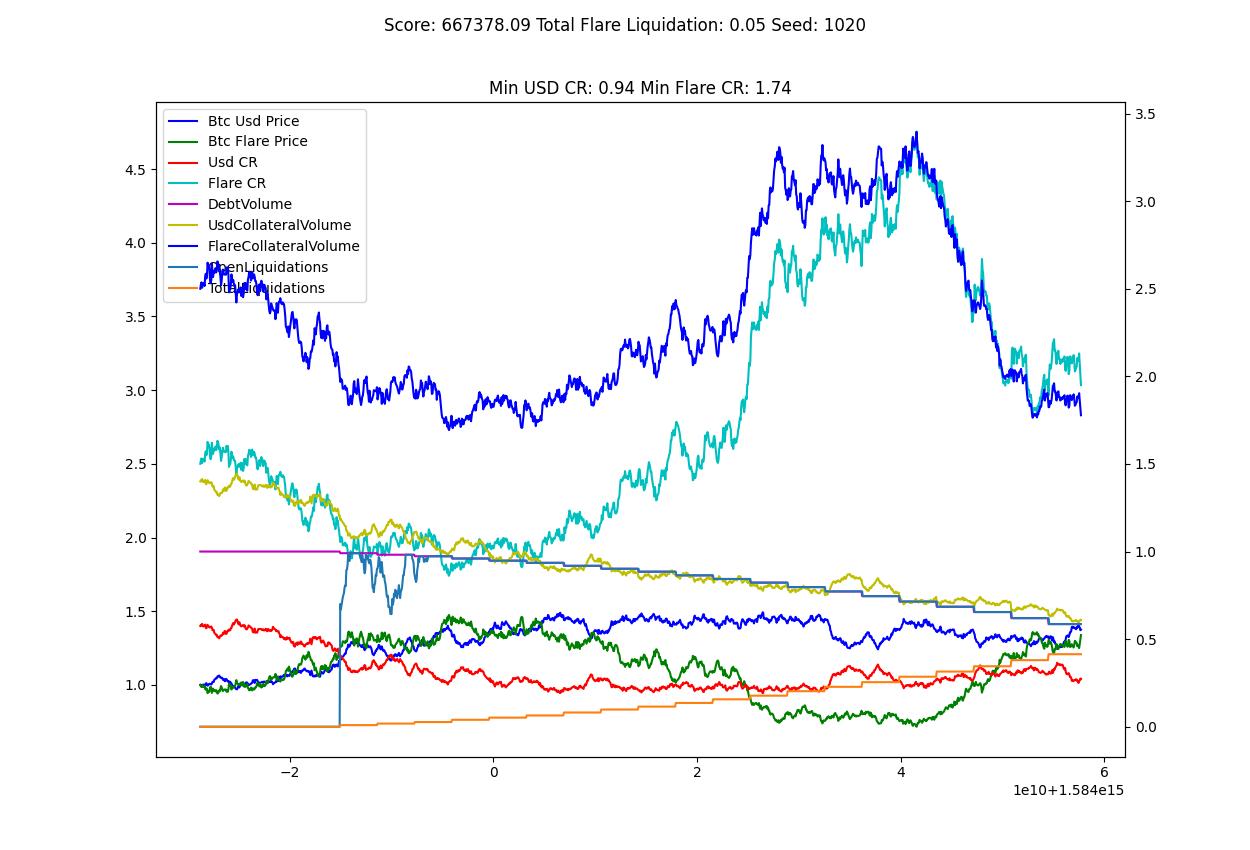 Score: 667378.09 Total Flare Liquidation: 0.05 Seed: 1020
Min USD CR: 0.94 Min Flare CR: 1.74
Btc Usd Price
Btc Flare Price
Usd CR
Flare CR
DebtVolume
UsdCollateralVolume
FlareCollateralVolume
OpenLiquidations
TotalLiquidations
4.5
4.0
3.5
3.0
2.5
2.0
1.5
1.0
3.5
3.0
2.5
2.0
1.5
1.0
0.5
0.0
−2 0 2 4 6
1e10+1.584e15